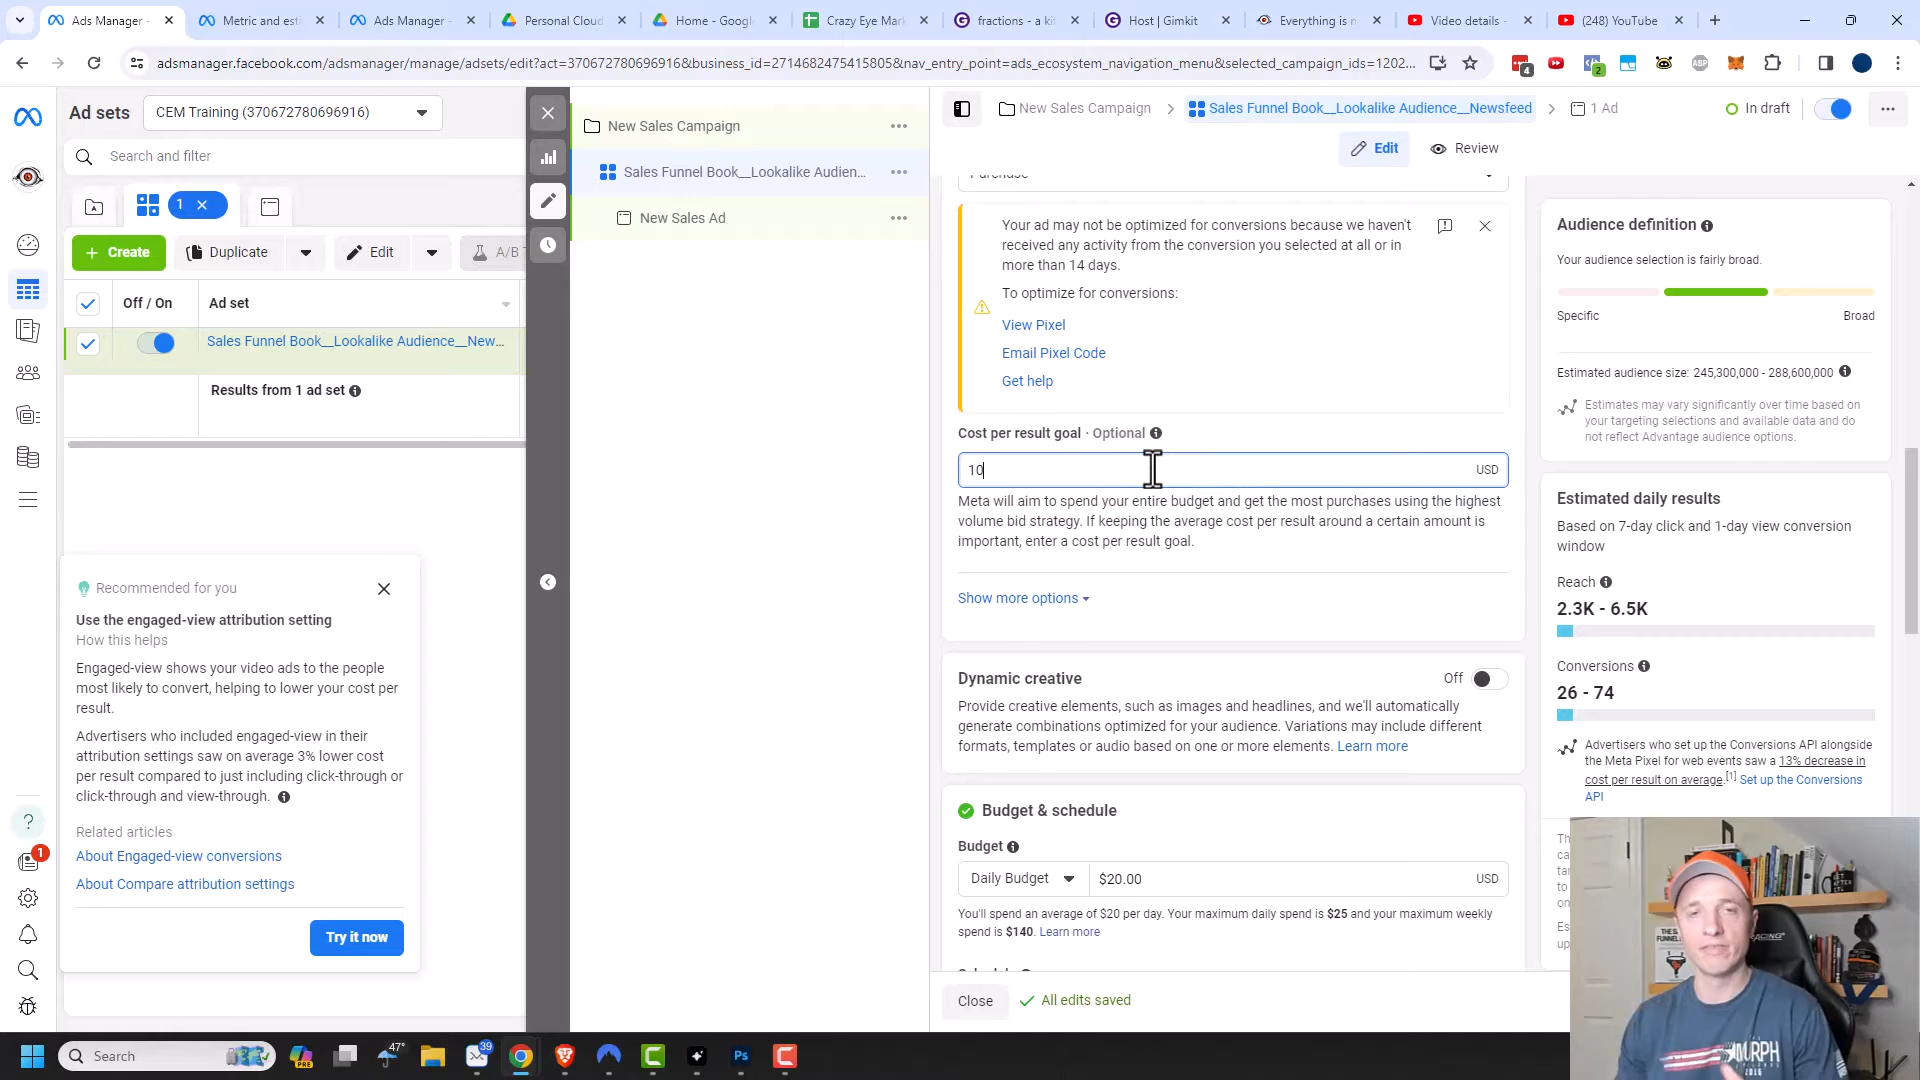 Ads Manager -
Metric and esti
Ads Manager -
Personal Cloud
Home - Googl
Crazy Eye Mark
fractions - a ki
Host | Gimkit
Everything is n
Video details -
(248) YouTube
adsmanager.facebook.com/adsmanager/manage/adsets/edit?act=370672780696916&business_id=2714682475415805&nav_entry_point=ads_ecosystem_navigation_menu&selected_campaign_ids=1202...
4
2
ABP
Ad sets
CEM Training (370672780696916)
Search and filter
1
Create
Duplicate
Edit
A/B T
Off / On
Ad set
Sales Funnel Book__Lookalike Audience__New...
Results from 1 ad set
Recommended for you
Use the engaged-view attribution setting
How this helps
Engaged-view shows your video ads to the people
most likely to convert, helping to lower your cost per
result.
Advertisers who included engaged-view in their
attribution settings saw on average 3% lower cost
per result compared to just including click-through or
click-through and view-through.
Related articles
About Engaged-view conversions
About Compare attribution settings
Try it now
?
1
New Sales Campaign
Sales Funnel Book__Lookalike Audien...
New Sales Ad
New Sales Campaign
Sales Funnel Book__Lookalike Audience__Newsfeed
1 Ad
In draft
Edit
Review
Purchase
Your ad may not be optimized for conversions because we haven't
received any activity from the conversion you selected at all or in
more than 14 days.
To optimize for conversions:
View Pixel
Email Pixel Code
Get help
Cost per result goal · Optional
10
USD
Meta will aim to spend your entire budget and get the most purchases using the highest
volume bid strategy. If keeping the average cost per result around a certain amount is
important, enter a cost per result goal.
Show more options
Dynamic creative
Off
Provide creative elements, such as images and headlines, and we'll automatically
generate combinations optimized for your audience. Variations may include different
formats, templates or audio based on one or more elements. Learn more
Budget & schedule
Budget
Daily Budget
$20.00
USD
You'll spend an average of $20 per day. Your maximum daily spend is $25 and your maximum weekly
spend is $140. Learn more
Close
All edits saved
Audience definition
Your audience selection is fairly broad.
Specific
Broad
Estimated audience size: 245,300,000 - 288,600,000
Estimates may vary significantly over time based on
your targeting selections and available data and do
not reflect Advantage audience options.
Estimated daily results
Based on 7-day click and 1-day view conversion
window
Reach
2.3K - 6.5K
Conversions
26 - 74
Advertisers who set up the Conversions API alongside
the Meta Pixel for web events saw a 13% decrease in
cost per result on average.[1] Set up the Conversions
API
Th
ca
ta
to
on
Es
up
MURPH
Search
PRE
47°
39
Ps